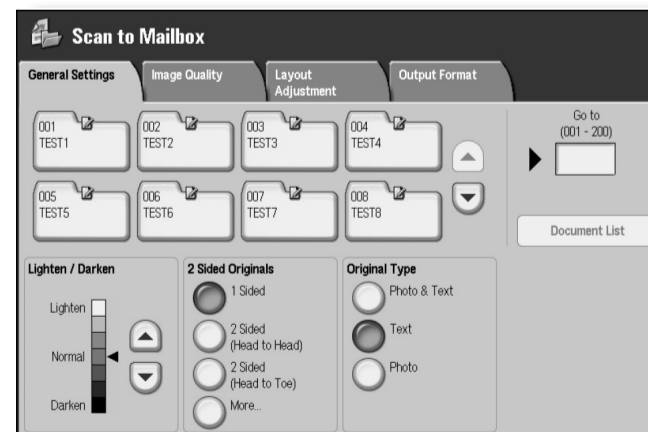 Scan to Mailbox
General Settings
Image Quality
Layout
Adjustment
Output Format
001
TEST1
002
TEST2
003
TEST3
004
TEST4
Go to
(001 - 200)
005
TEST5
006
TEST6
007
TEST7
008
TEST8
Document List
Lighten / Darken
Lighten
Normal
Darken
2 Sided Originals
1 Sided
2 Sided
(Head to Head)
2 Sided
(Head to Toe)
More...
Original Type
Photo & Text
Text
Photo